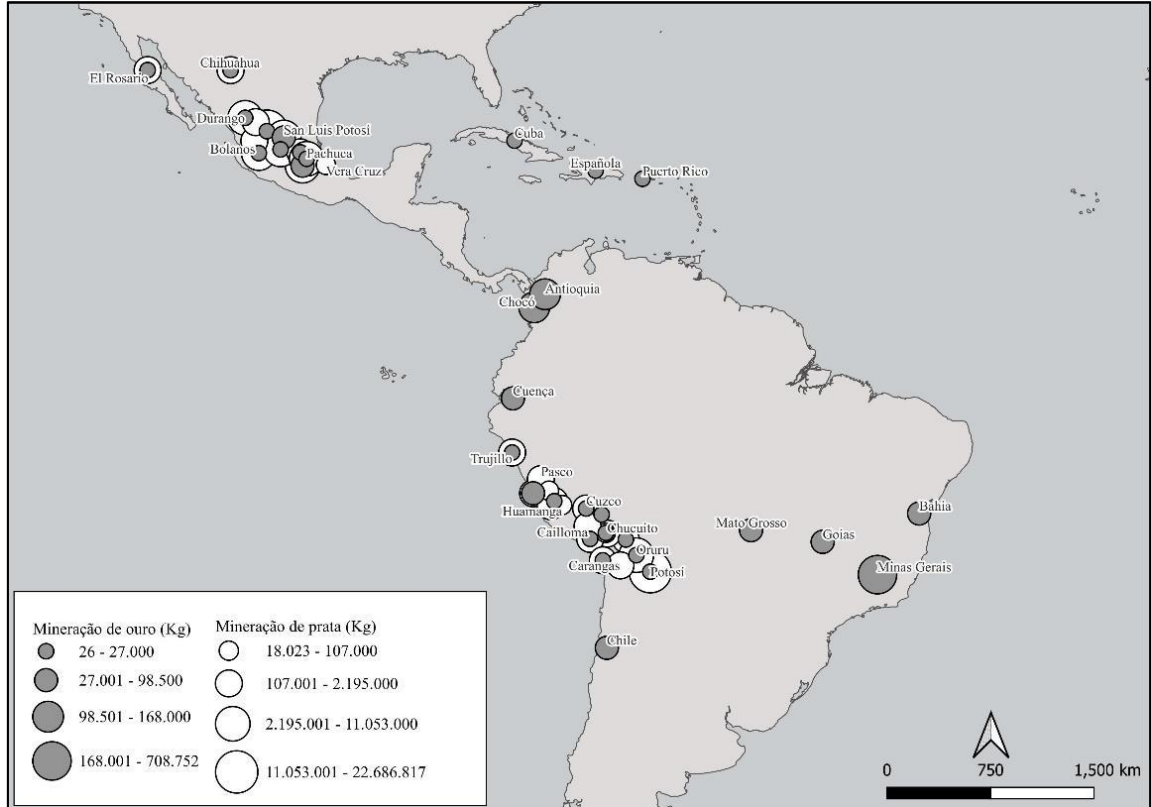 Chihuahua
El Rosario
Durango
San Luis Potosí
Bolanos
Pachuca
Vera Cruz
Cuba
Española
Puerto Rico
Antioquia
Chocó
Cuença
Trujillo
Pasco
Huamanga
Cuzco
Cailloma
Chucuito
Oruru
Carangas
Potosí
Mato Grosso
Goias
Bahia
Minas Gerais
Chile
Mineração de ouro (Kg)
26 - 27.000
27.001 - 98.500
98.501 - 168.000
168.001 - 708.752
Mineração de prata (Kg)
18.023 - 107.000
107.001 - 2.195.000
2.195.001 - 11.053.000
11.053.001 - 22.686.817
0 750 1,500 km